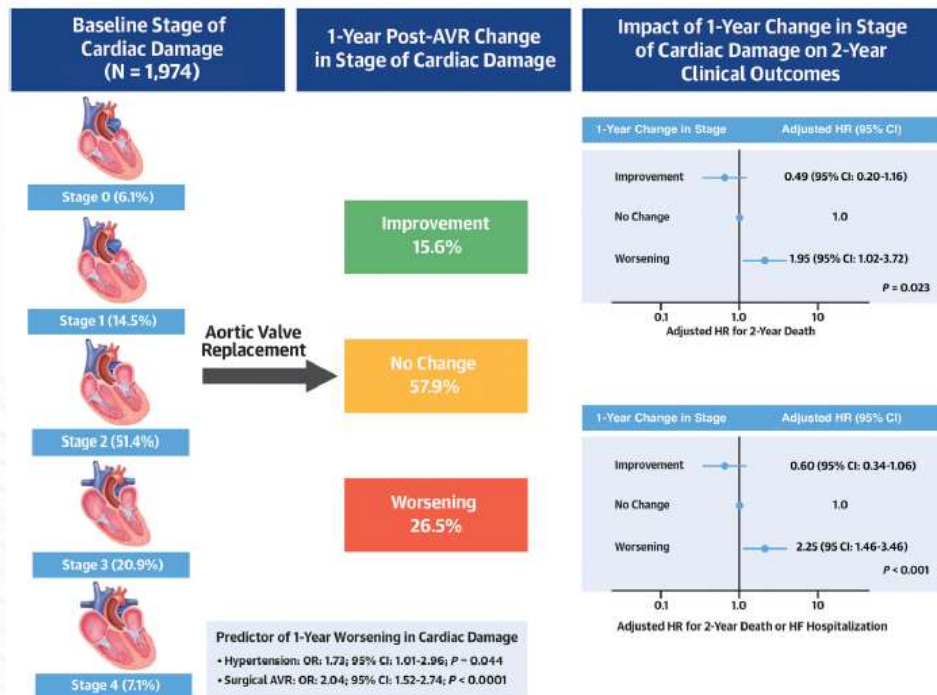 Baseline Stage of
Cardiac Damage
(N = 1,974)
Stage 0 (6.1%)
Stage 1 (14.5%)
Stage 2 (51.4%)
Stage 3 (20.9%)
Stage 4 (7.1%)
Aortic Valve
Replacement
1-Year Post-AVR Change
in Stage of Cardiac Damage
Improvement
15.6%
No Change
57.9%
Worsening
26.5%
Predictor of 1-Year Worsening in Cardiac Damage
• Hypertension: OR: 1.73; 95% CI: 1.01-2.96; P = 0.044
• Surgical AVR: OR: 2.04; 95% CI: 1.52-2.74; P < 0.0001
Impact of 1-Year Change in Stage
of Cardiac Damage on 2-Year
Clinical Outcomes
1-Year Change in Stage Adjusted HR (95% CI)
Improvement 0.49 (95% CI: 0.20-1.16)
No Change 1.0
Worsening 1.95 (95% CI: 1.02-3.72)
P = 0.023
0.1 1.0 10
Adjusted HR for 2-Year Death
1-Year Change in Stage Adjusted HR (95% CI)
Improvement 0.60 (95% CI: 0.34-1.06)
No Change 1.0
Worsening 2.25 (95 CI: 1.46-3.46)
P < 0.001
0.1 1.0 10
Adjusted HR for 2-Year Death or HF Hospitalization